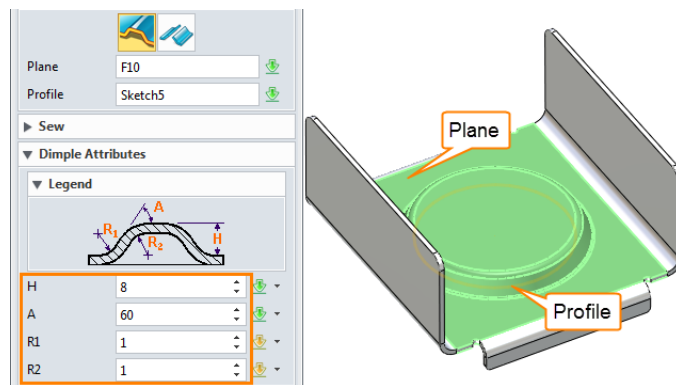 Plane F10
Profile Sketch5
Sew
Dimple Attributes
Legend
A
R1
R2
H
H 8
A 60
R1 1
R2 1
Plane
Profile